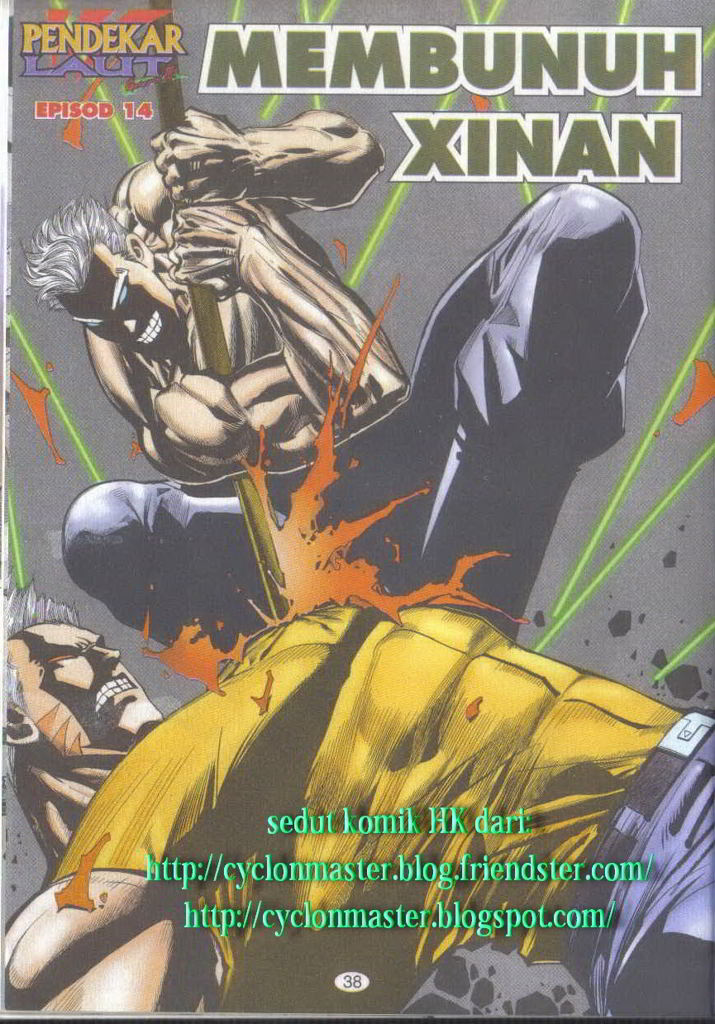 PENDEKAR
LAUT
EPISOD 14
MEMBUNUH
XINAN
sedut komik HK dari:
http://cyclonmaster.blog.friendster.com/
http://cyclonmaster.blogspot.com/
38